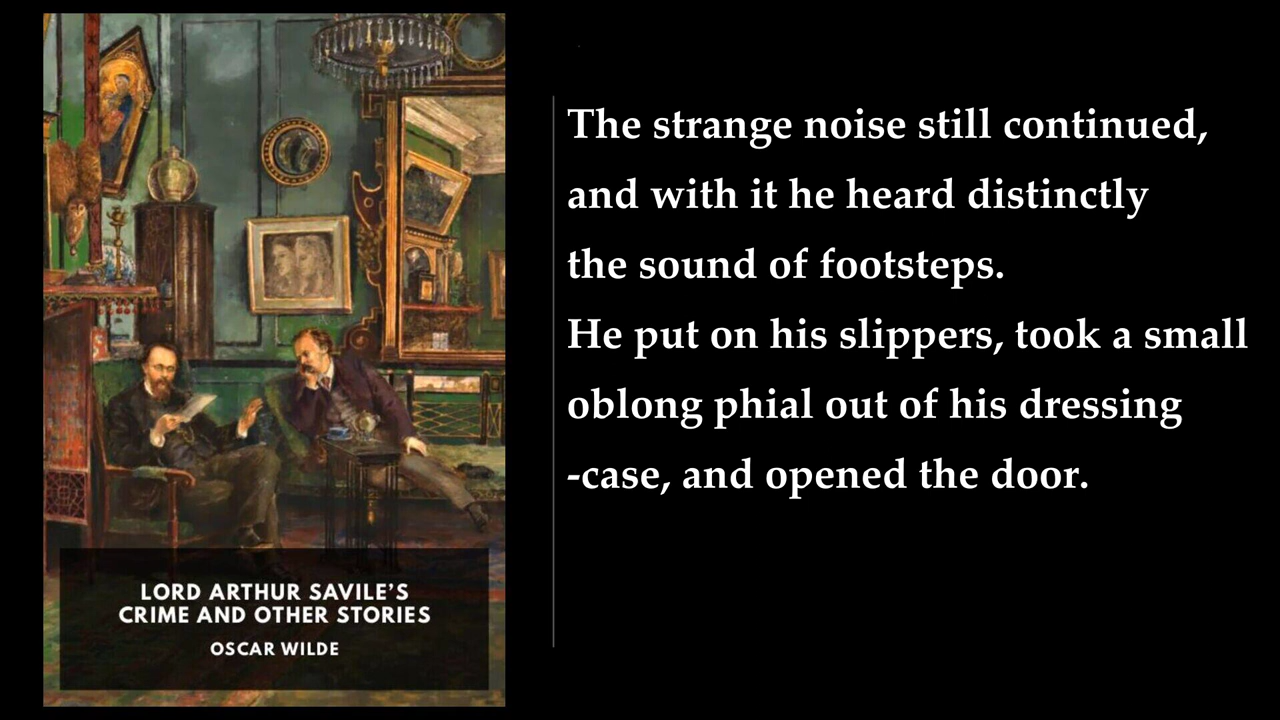 The strange noise still continued,
and with it he heard distinctly
the sound of footsteps.
He put on his slippers, took a small
oblong phial out of his dressing
-case, and opened the door.
LORD ARTHUR SAVILE’S
CRIME AND OTHER STORIES
OSCAR WILDE